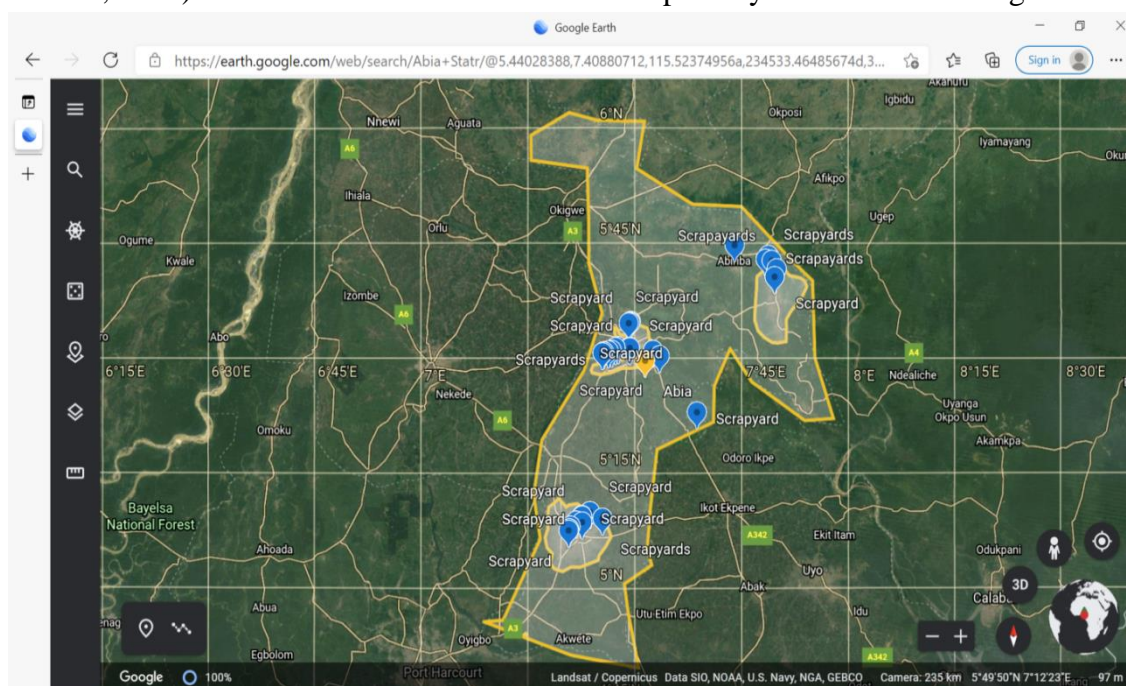 Google Earth
https://earth.google.com/web/search/Abia+Statr/@5.44028388,7.40880712,115.52374956a,234533.46485674d,3...
Sign in
Akanufu
6°N
Okposi
Igbidu
Nnewi
Aguata
A6
Iyamayang
Afikpo
Ihiala
Okigwe
Ugep
Orlu
A3
5°45'N
Scrapayards
Scrapyards
Ogume
Kwale
Abiriba
Scrapayards
Izombe
Scrapyard
Scrapyard
Scrapyard
A6
Scrapyard
Scrapyard
Abo
Scrapyards
Scrapyard
A4
6°15'E
6°30'E
6°45'E
7°E
7°45'E
8°E
Ndealiche
8°15'E
8°30'E
Nekede
Scrapyard
Abia
Uyanga
Okpo Usun
A6
Scrapyard
Omoku
Akamkpa
5°15'N
Odoro Ikpe
Scrapyard
Scrapyard
Bayelsa
National Forest
Ikot Ekpene
Scrapyard
Scrapyard
A342
Ekit Itam
Ahoada
Scrapyards
Odukpani
Scrapyard
5°N
Uyo
3D
Abak
Calaba
Abua
Utu Etim Ekpo
Idu
A3
Oyigbo
Akwete
Egbolom
A342
Port Harcourt
Google
100%
Landsat / Copernicus Data SIO, NOAA, U.S. Navy, NGA, GEBCO Camera: 235 km 5°49'50"N 7°12'23"E 97 m